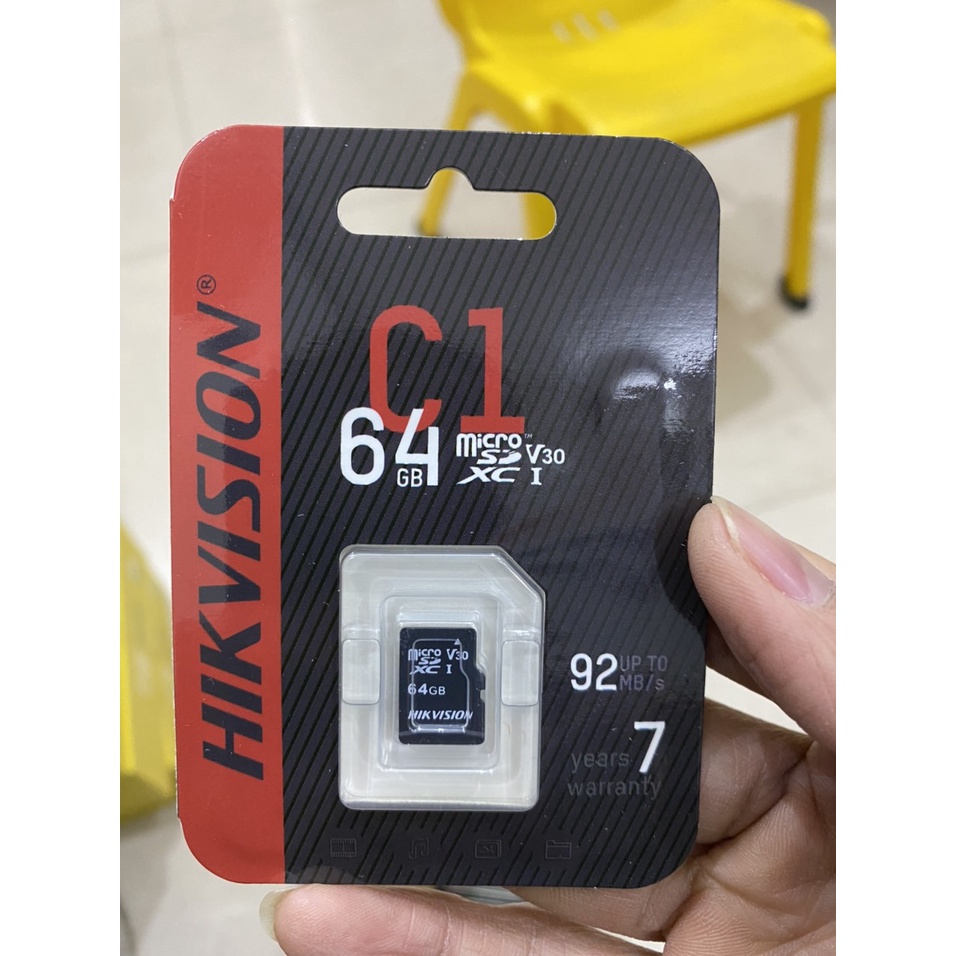 HIKVISION®
C1
64 GB
micro SD XC I V30
micro SD XC I V30
64GB
HIKVISION
92 UP TO MB/s
7 years warranty